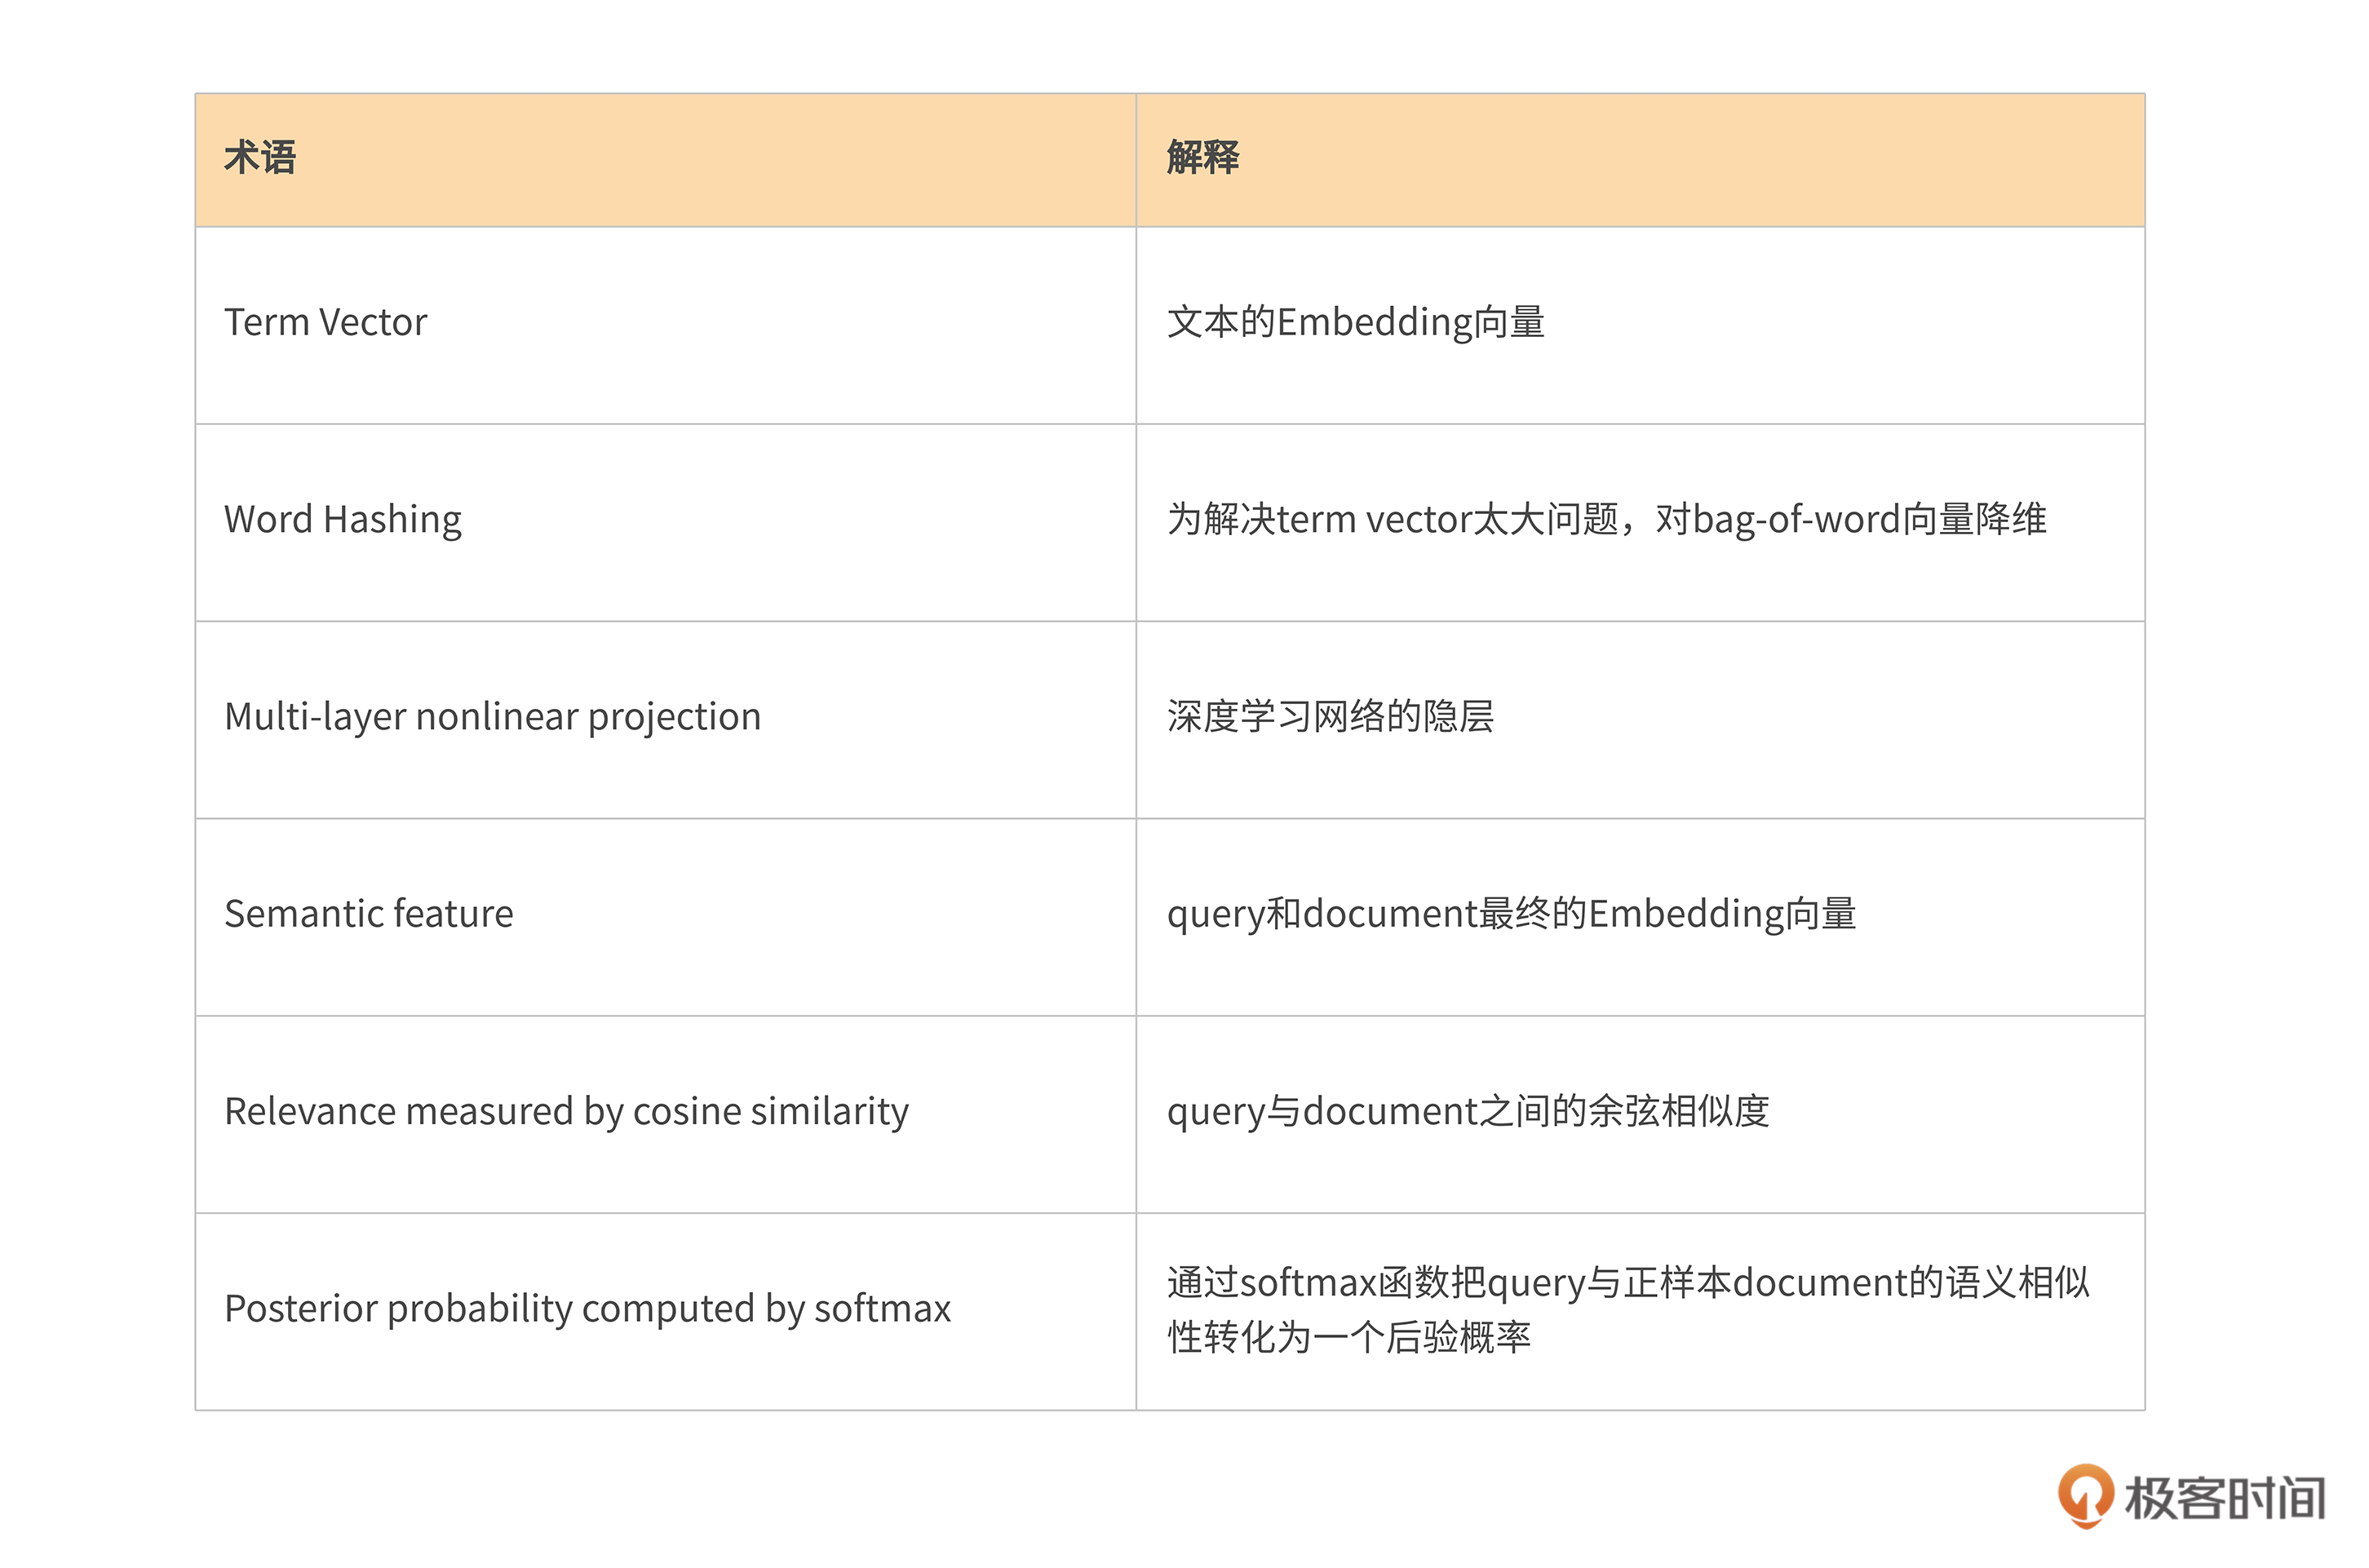 术语
解释
Term Vector
文本的Embedding向量
Word Hashing
为解决term vector太大问题，对bag-of-word向量降维
Multi-layer nonlinear projection
深度学习网络的隐层
Semantic feature
query和document最终的Embedding向量
Relevance measured by cosine similarity
query与document之间的余弦相似度
Posterior probability computed by softmax
通过softmax函数把query与正样本document的语义相似
性转化为一个后验概率
极客时间